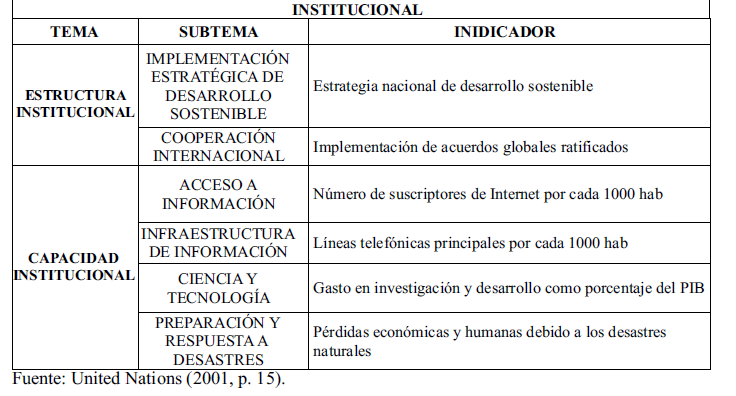 INSTITUCIONAL
TEMA SUBTEMA INIDICADOR
ESTRUCTURA
INSTITUCIONAL
IMPLEMENTACIÓN
ESTRATÉGICA DE
DESARROLLO
SOSTENIBLE
Estrategia nacional de desarrollo sostenible
COOPERACIÓN
INTERNACIONAL
Implementación de acuerdos globales ratificados
CAPACIDAD
INSTITUCIONAL
ACCESO A
INFORMACIÓN
Número de suscriptores de Internet por cada 1000 hab
INFRAESTRUCTURA
DE INFORMACIÓN
Líneas telefónicas principales por cada 1000 hab
CIENCIA Y
TECNOLOGÍA
Gasto en investigación y desarrollo como porcentaje del PIB
PREPARACIÓN Y
RESPUESTA A
DESASTRES
Pérdidas económicas y humanas debido a los desastres
naturales
Fuente: United Nations (2001, p. 15).